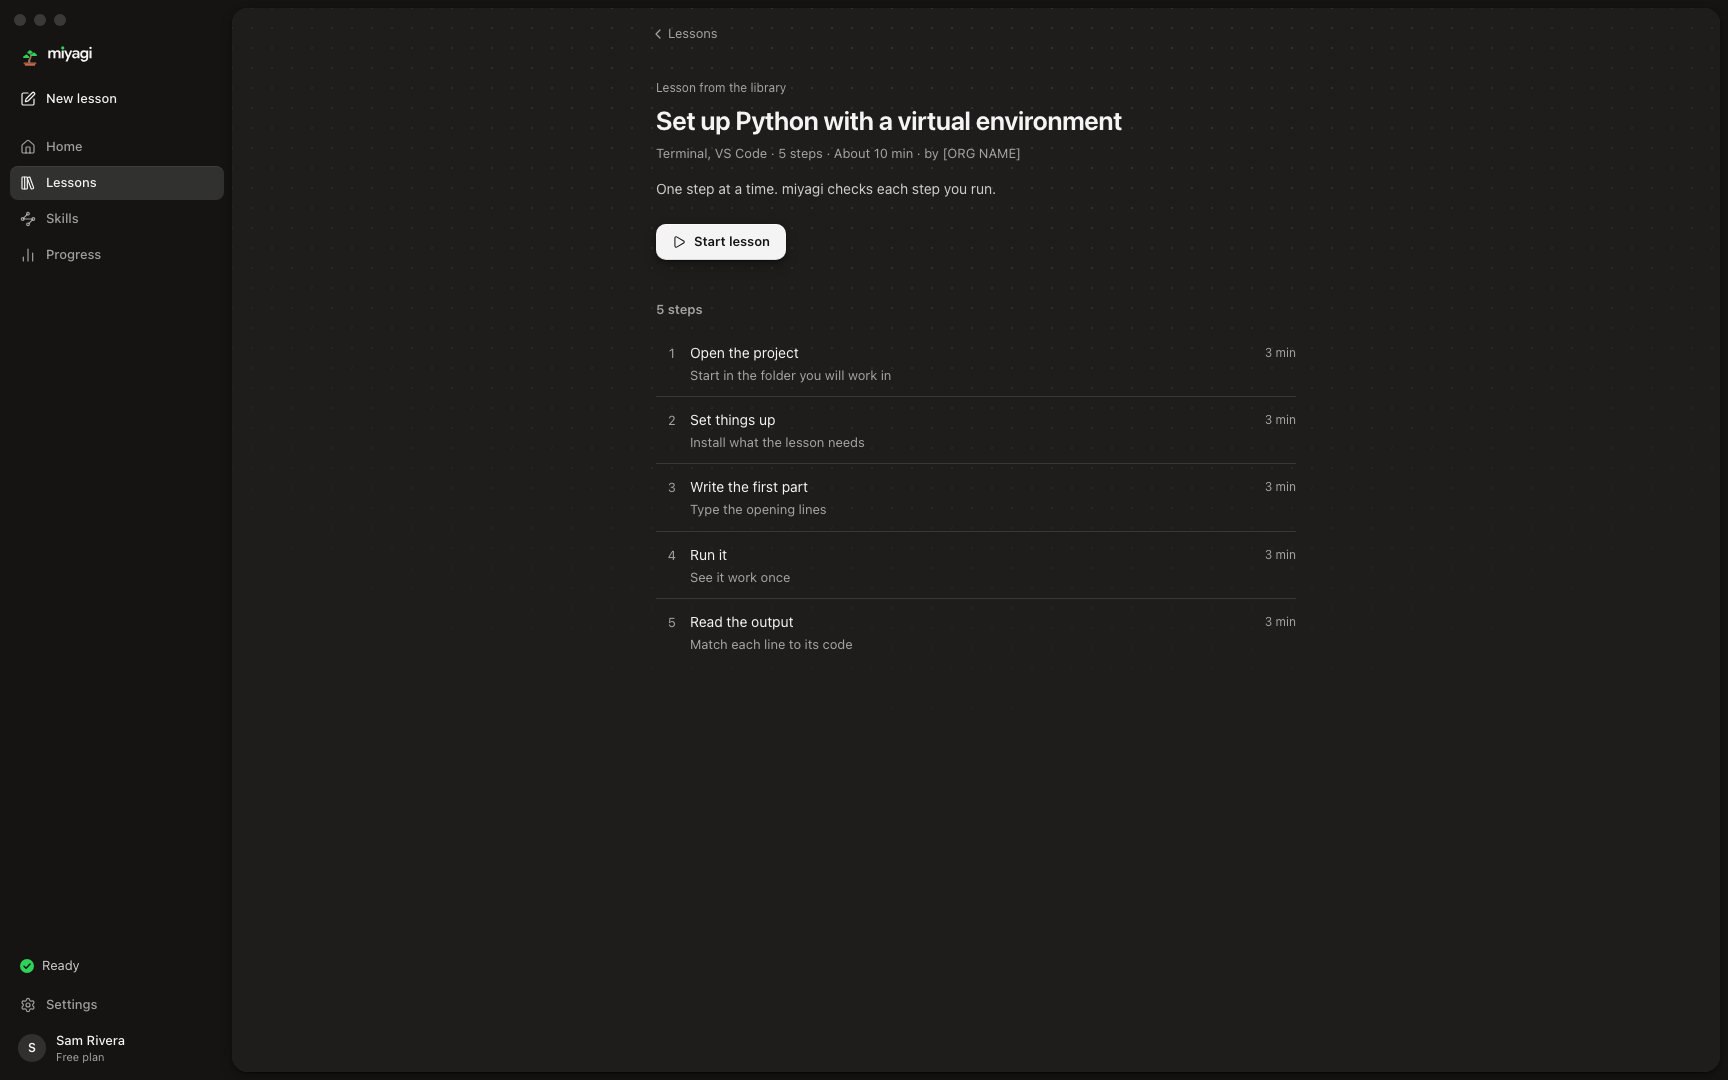 miyagi
New lesson
Home
Lessons
Skills
Progress
Ready
Settings
S
Sam Rivera
Free plan
Lessons
Lesson from the library
Set up Python with a virtual environment
Terminal, VS Code · 5 steps · About 10 min · by [ORG NAME]
One step at a time. miyagi checks each step you run.
Start lesson
5 steps
1 Open the project 3 min
Start in the folder you will work in
2 Set things up 3 min
Install what the lesson needs
3 Write the first part 3 min
Type the opening lines
4 Run it 3 min
See it work once
5 Read the output 3 min
Match each line to its code